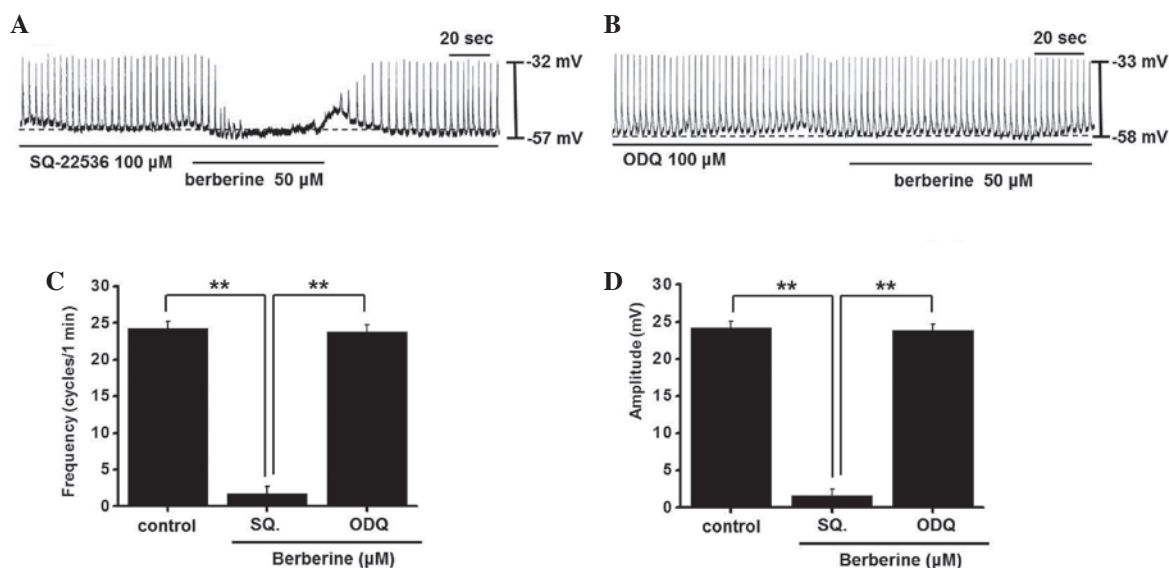 A
20 sec
-32 mV
-57 mV
SQ-22536 100 µM
berberine 50 µM
B
20 sec
-33 mV
-58 mV
ODQ 100 µM
berberine 50 µM
C
Frequency (cycles/1 min)
30
25
20
15
10
5
0
**
**
control
SQ.
ODQ
Berberine (µM)
D
Amplitude (mV)
30
25
20
15
10
5
0
**
**
control
SQ.
ODQ
Berberine (µM)